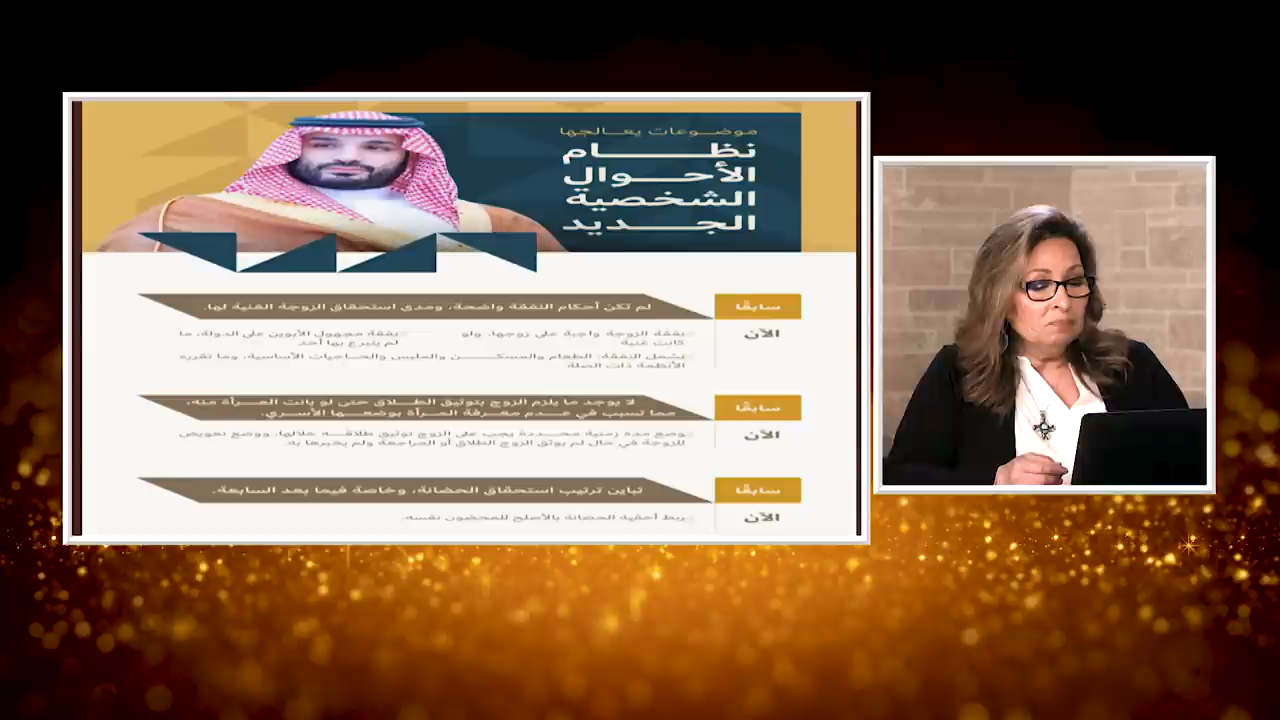 موضوعات يعالجها
نظام
الأحوال
الشخصية
الجديد
سابقًا
لم تكن أحكام النفقة واضحة، ومدى استحقاق الزوجة الغنية لها.
الآن
نفقة الزوجة واجبة على زوجها، ولو كانت غنية
نفقة مجهول الأبوين على الدولة، ما لم يتبرع بها أحد
تشمل النفقة: الطعام والمسكن والملبس والحاجيات الأساسية، وما تقرره
الأنظمة ذات الصلة
سابقًا
لا يوجد ما يلزم الزوج بتوثيق الطلاق حتى لو بانت المرأة منه،
مما تسبب في عدم معرفة المرأة بوضعها الأسري.
الآن
وضع مدة زمنية محددة يجب على الزوج توثيق طلاقه خلالها، ووضع تعويض
للزوجة في حال لم يوثق الزوج الطلاق أو المراجعة ولم يخبرها به.
سابقًا
تباين ترتيب استحقاق الحضانة، وخاصة فيما بعد السابعة.
الآن
ربط أحقية الحضانة بالأصلح للمحضون نفسه.